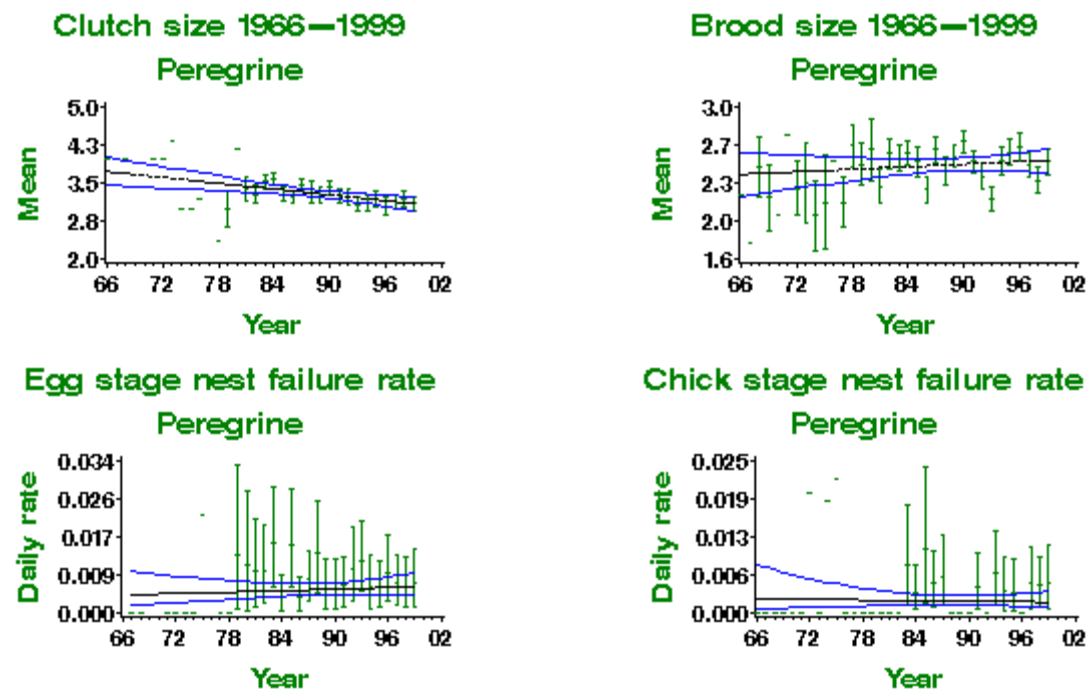 Clutch size 1966—1999
Peregrine
5.0
4.3
3.5
2.8
2.0
Mean
66 72 78 84 90 96 02
Year
Brood size 1966—1999
Peregrine
3.0
2.7
2.3
2.0
1.6
Mean
66 72 78 84 90 96 02
Year
Egg stage nest failure rate
Peregrine
0.034
0.026
0.017
0.009
0.000
Daily rate
66 72 78 84 90 96 02
Year
Chick stage nest failure rate
Peregrine
0.025
0.019
0.013
0.006
0.000
Daily rate
66 72 78 84 90 96 02
Year